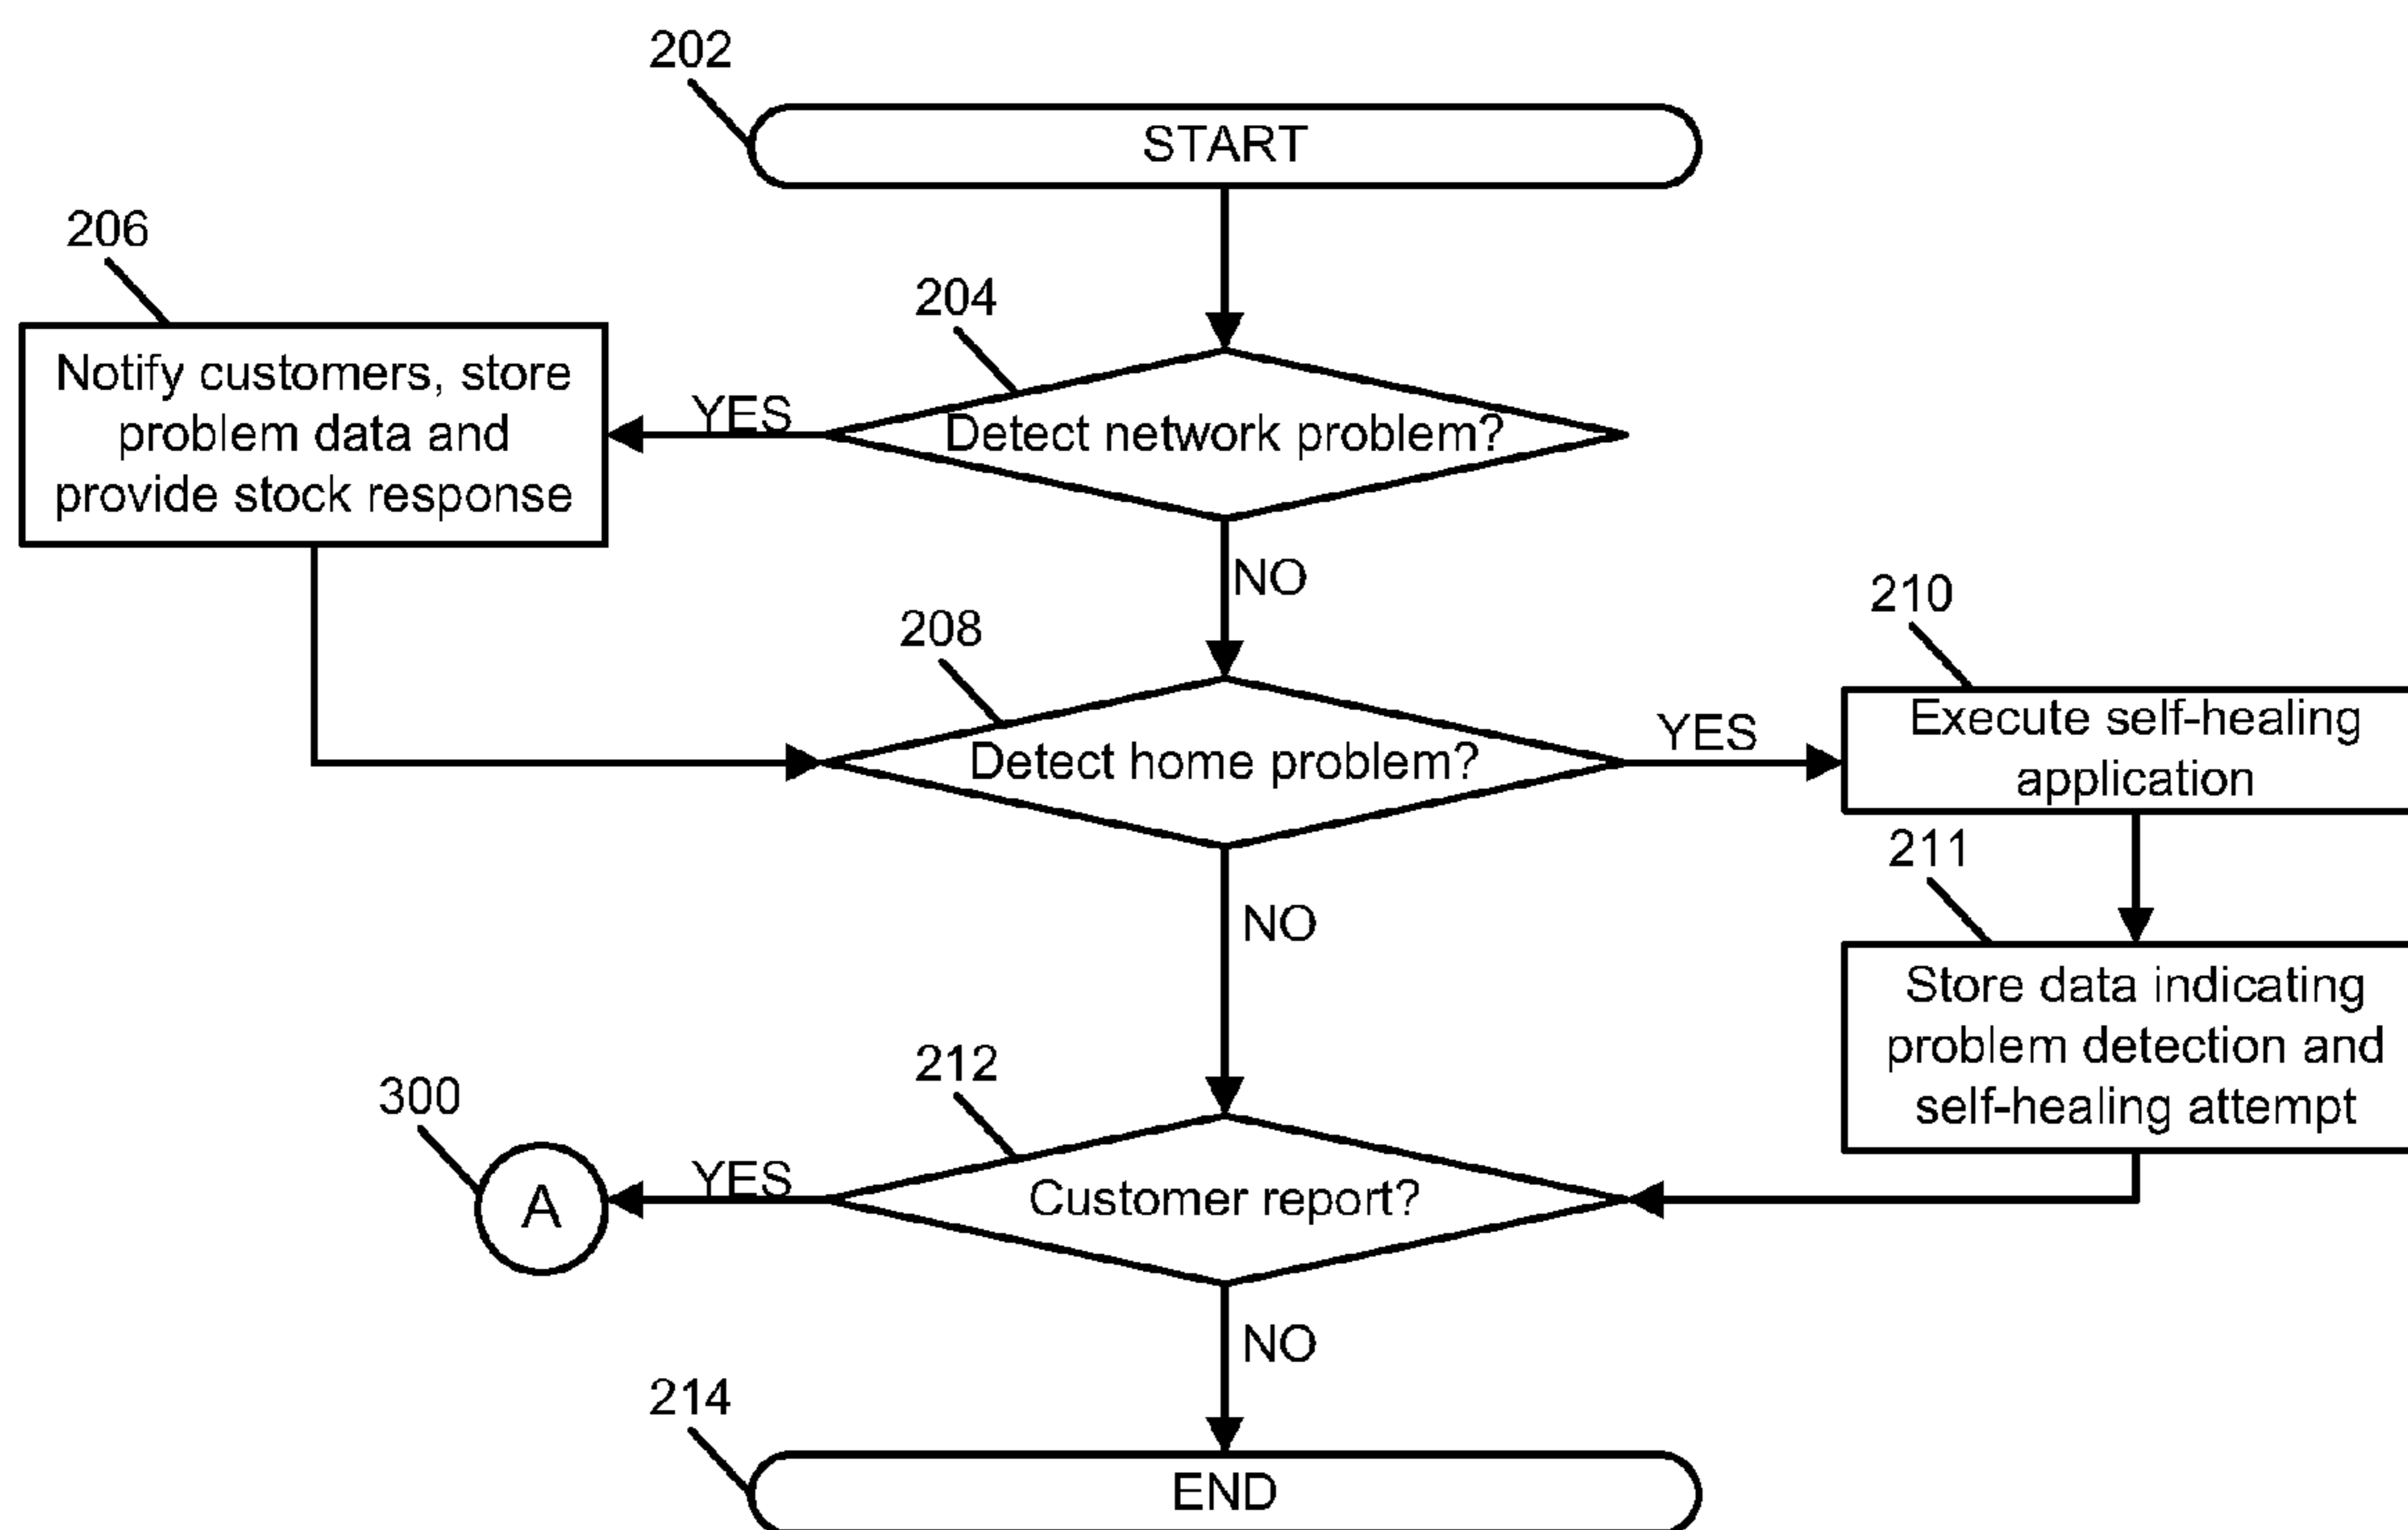 202
START
206
204
Notify customers, store
problem data and
provide stock response
YES
Detect network problem?
NO
208
210
Detect home problem?
YES
Execute self-healing
application
211
NO
Store data indicating
problem detection and
self-healing attempt
212
300
A
YES
Customer report?
NO
214
END